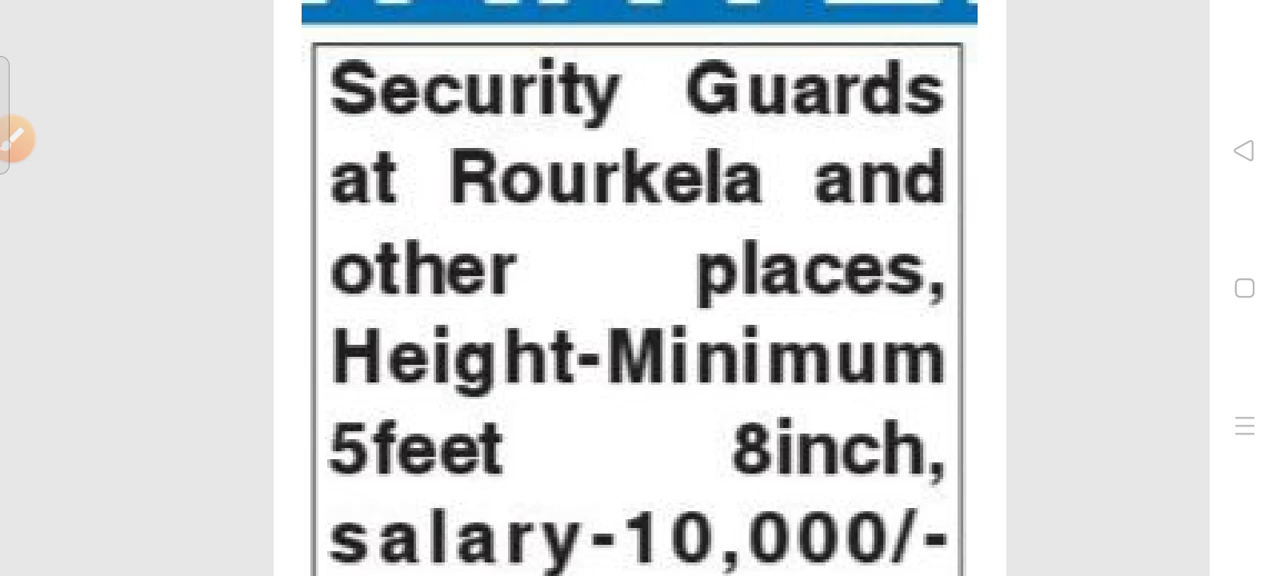 Security Guards
at Rourkela and
other places,
Height-Minimum
5feet 8inch,
salary-10,000/-